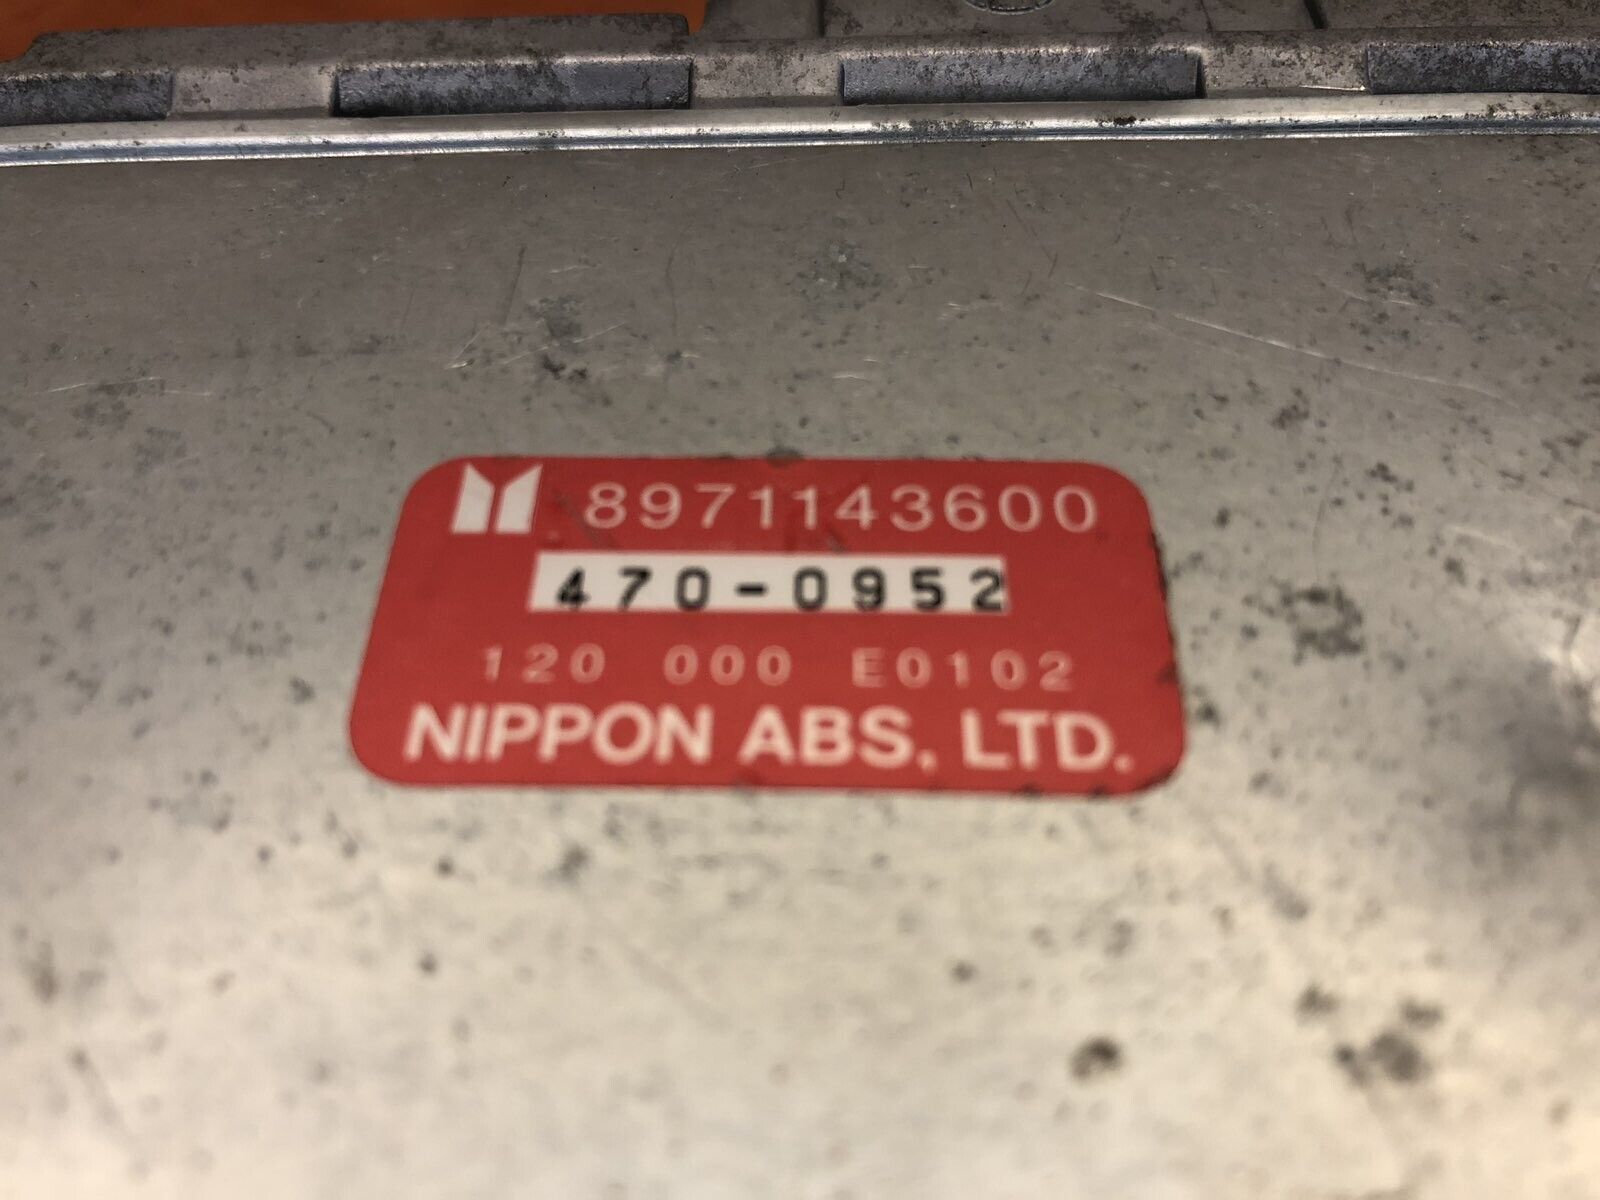 8971143600
470-0952
120 000 E0102
NIPPON ABS, LTD.